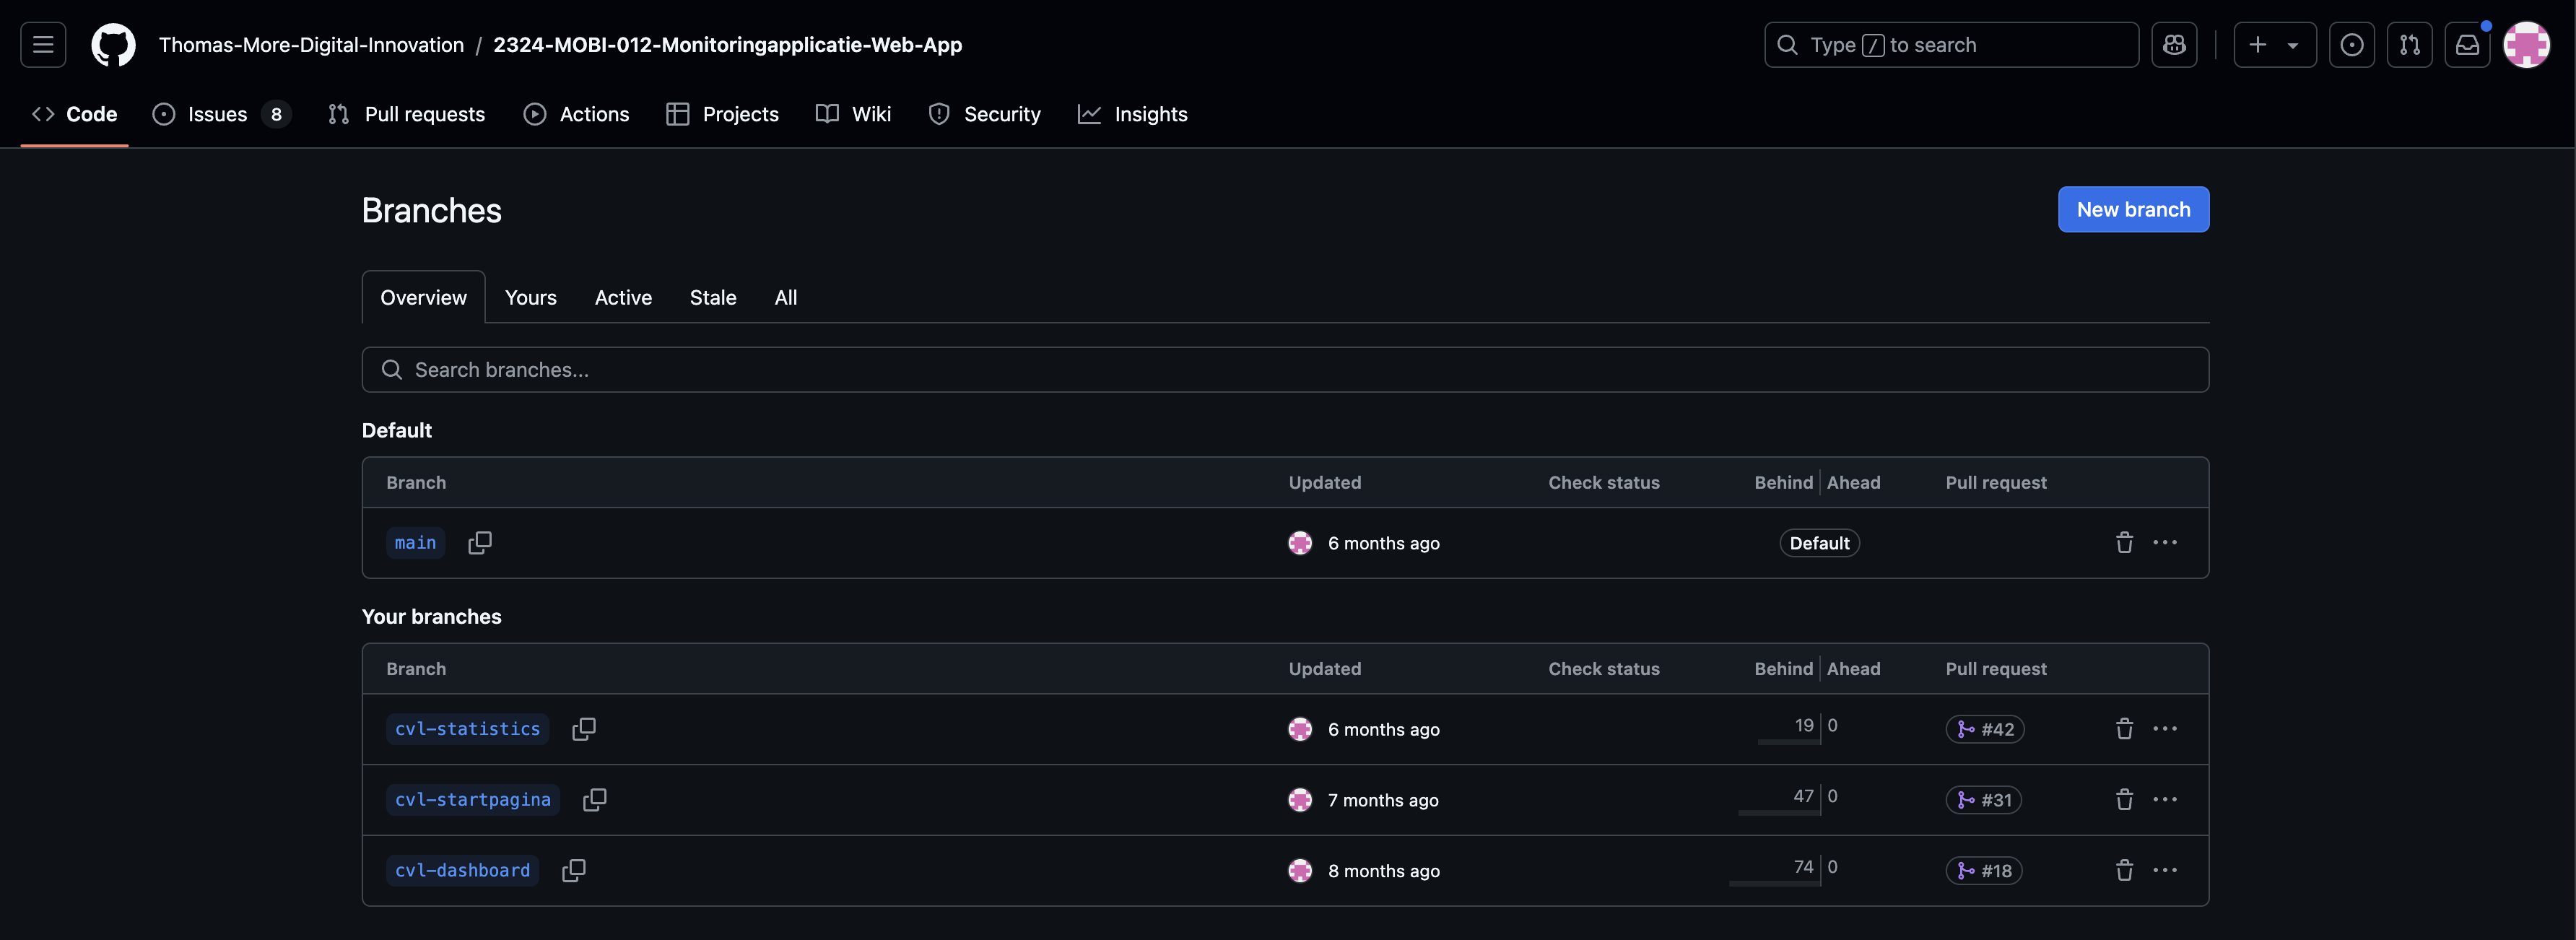 Thomas-More-Digital-Innovation / 2324-MOBI-012-Monitoringapplicatie-Web-App
Type / to search
Code
Issues 8
Pull requests
Actions
Projects
Wiki
Security
Insights
Branches
New branch
Overview
Yours
Active
Stale
All
Search branches...
Default
Branch Updated Check status Behind Ahead Pull request
main 6 months ago Default
Your branches
Branch Updated Check status Behind Ahead Pull request
cvl-statistics 6 months ago 19 0 #42
cvl-startpagina 7 months ago 47 0 #31
cvl-dashboard 8 months ago 74 0 #18